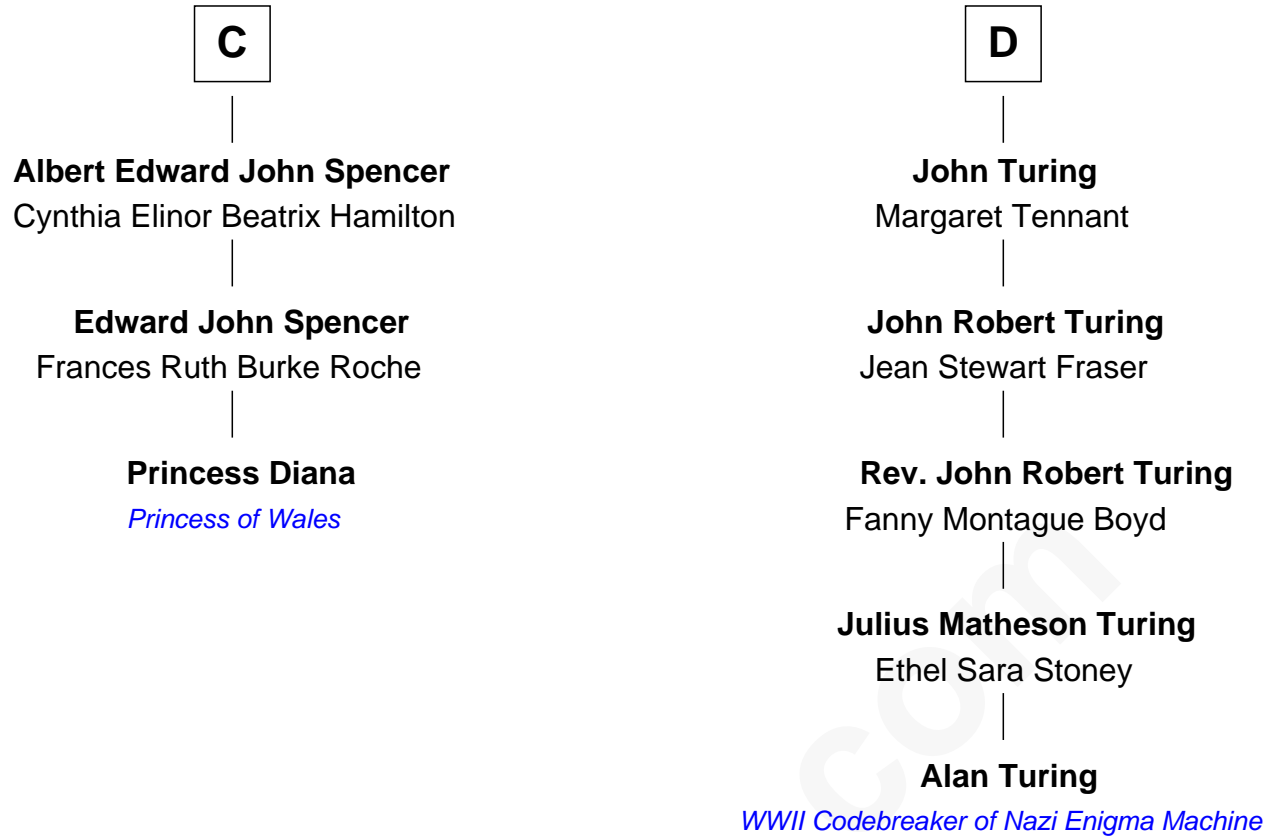 C
Albert Edward John Spencer
Cynthia Elinor Beatrix Hamilton
Edward John Spencer
Frances Ruth Burke Roche
Princess Diana
Princess of Wales
D
John Turing
Margaret Tennant
John Robert Turing
Jean Stewart Fraser
Rev. John Robert Turing
Fanny Montague Boyd
Julius Matheson Turing
Ethel Sara Stoney
Alan Turing
WWII Codebreaker of Nazi Enigma Machine
com